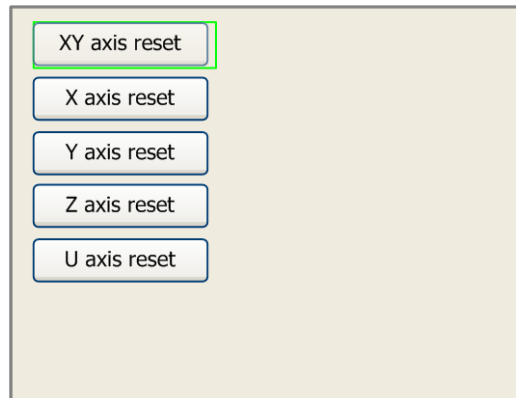 XY axis reset
X axis reset
Y axis reset
Z axis reset
U axis reset